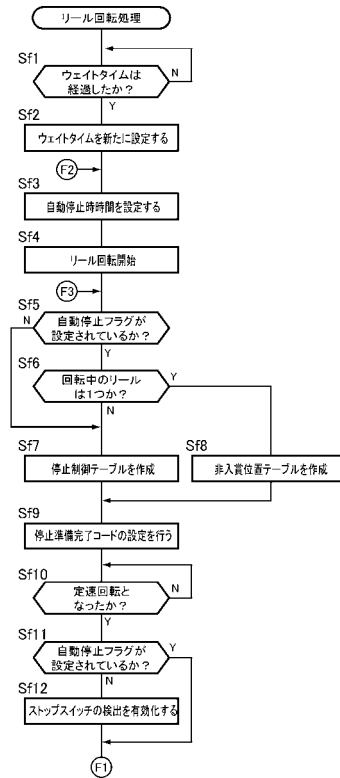 リール回転処理
Sf1
ウェイトタイムは
経過したか？
N
Y
Sf2
ウェイトタイムを新たに設定する
F2
Sf3
自動停止時時間を設定する
Sf4
リール回転開始
F3
Sf5
N
自動停止フラグが
設定されているか？
Y
Sf6
回転中のリール
は1つか？
Y
N
Sf7
停止制御テーブルを作成
Sf8
非入賞位置テーブルを作成
Sf9
停止準備完了コードの設定を行う
Sf10
定速回転と
なったか？
N
Y
Sf11
自動停止フラグが
設定されているか？
Y
N
Sf12
ストップスイッチの検出を有効化する
F1